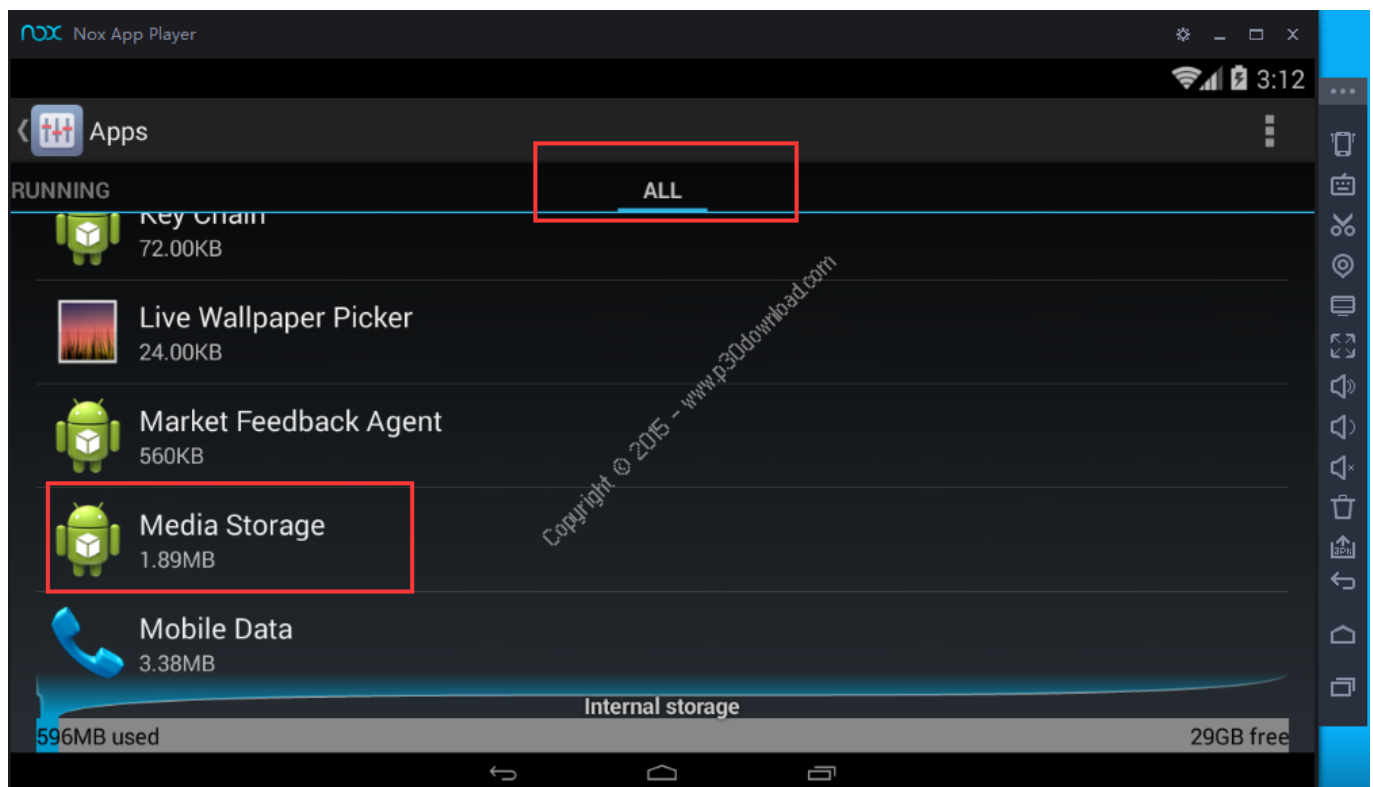 nox Nox App Player
3:12
Apps
RUNNING
ALL
Key Chain
72.00KB
Live Wallpaper Picker
24.00KB
Market Feedback Agent
560KB
Media Storage
1.89MB
Mobile Data
3.38MB
Internal storage
596MB used
29GB free
Copyright © 2015 - www.p30download.com
apk